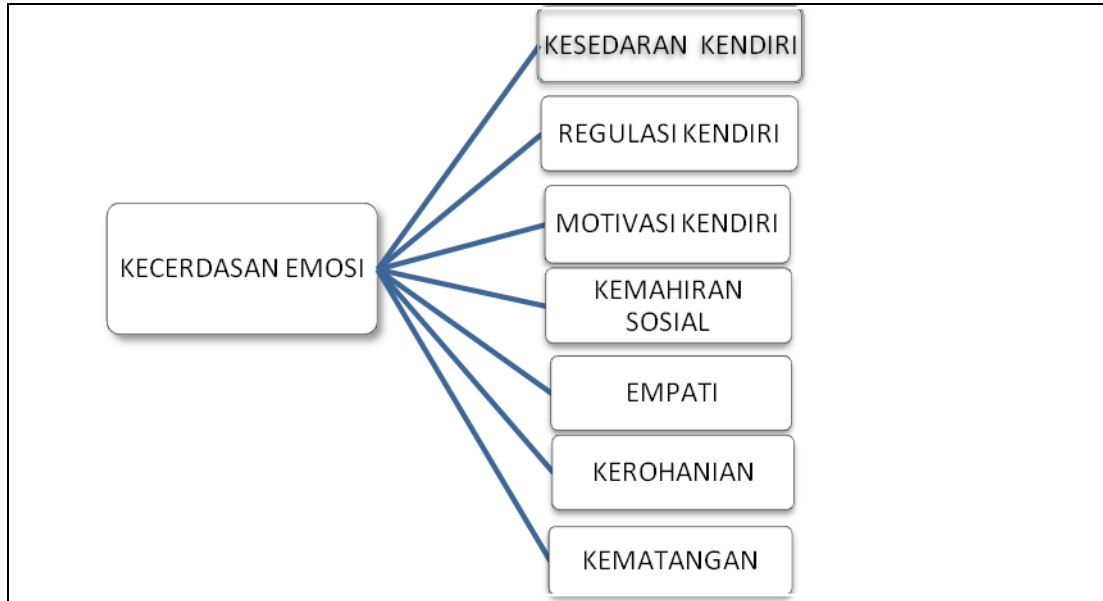 KESEDARAN KENDIRI
REGULASI KENDIRI
MOTIVASI KENDIRI
KECERDASAN EMOSI
KEMAHIRAN
SOSIAL
EMPATI
KEROHANIAN
KEMATANGAN